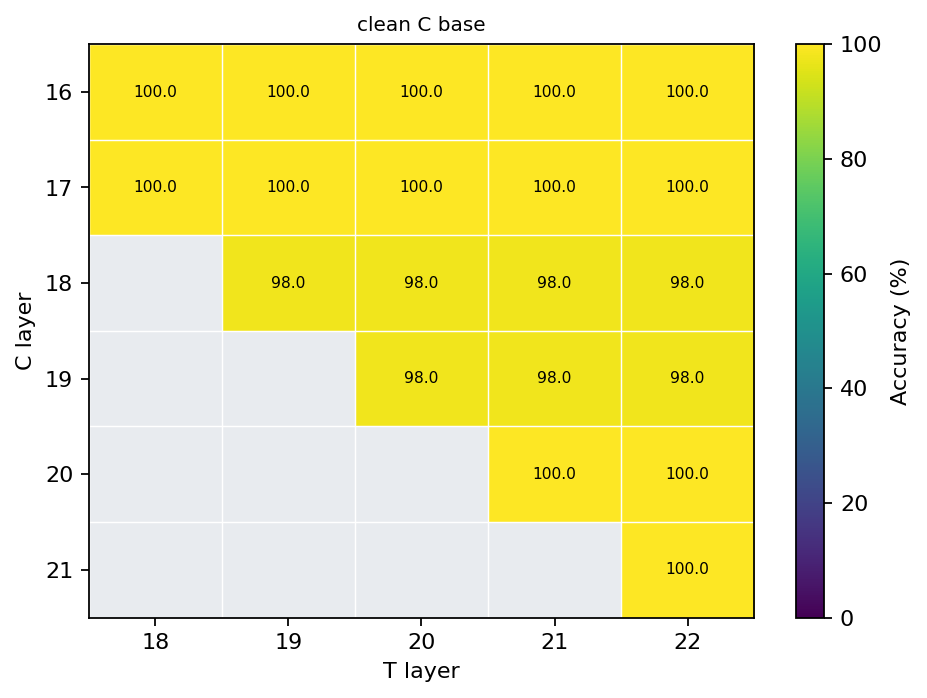 clean C base
16 100.0 100.0 100.0 100.0 100.0
17 100.0 100.0 100.0 100.0 100.0
18 98.0 98.0 98.0 98.0
19 98.0 98.0 98.0
20 100.0 100.0
21 100.0
18 19 20 21 22
T layer
C layer
100
80
60
40
20
0
Accuracy (%)